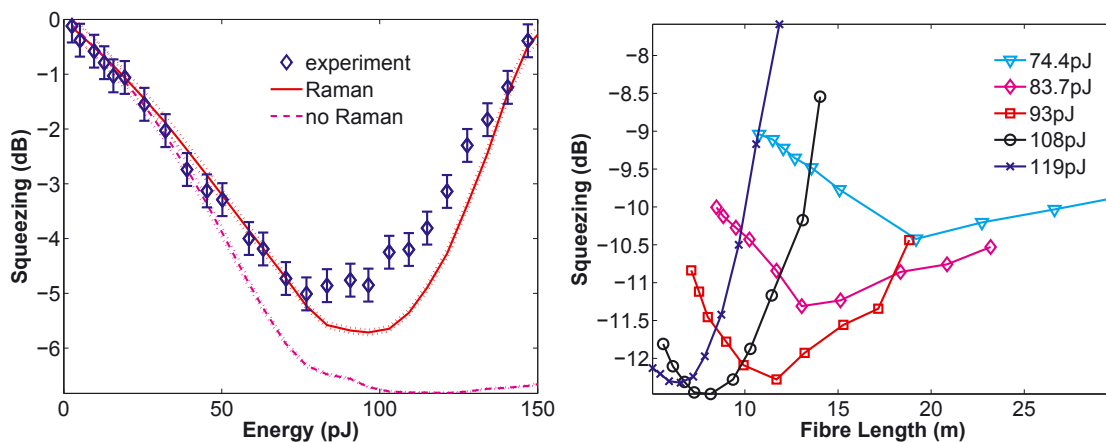 0
−1
−2
−3
−4
−5
−6
Squeezing (dB)
experiment
Raman
no Raman
0 50 100 150
Energy (pJ)
−8
−8.5
−9
−9.5
−10
−10.5
−11
−11.5
−12
Squeezing (dB)
74.4pJ
83.7pJ
93pJ
108pJ
119pJ
10 15 20 25
Fibre Length (m)